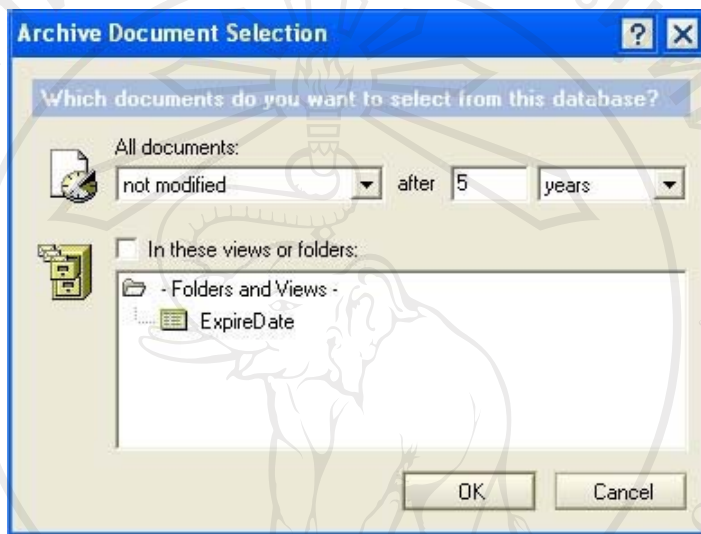 Archive Document Selection
Which documents do you want to select from this database?
All documents:
not modified after 5 years
In these views or folders:
- Folders and Views -
ExpireDate
OK Cancel